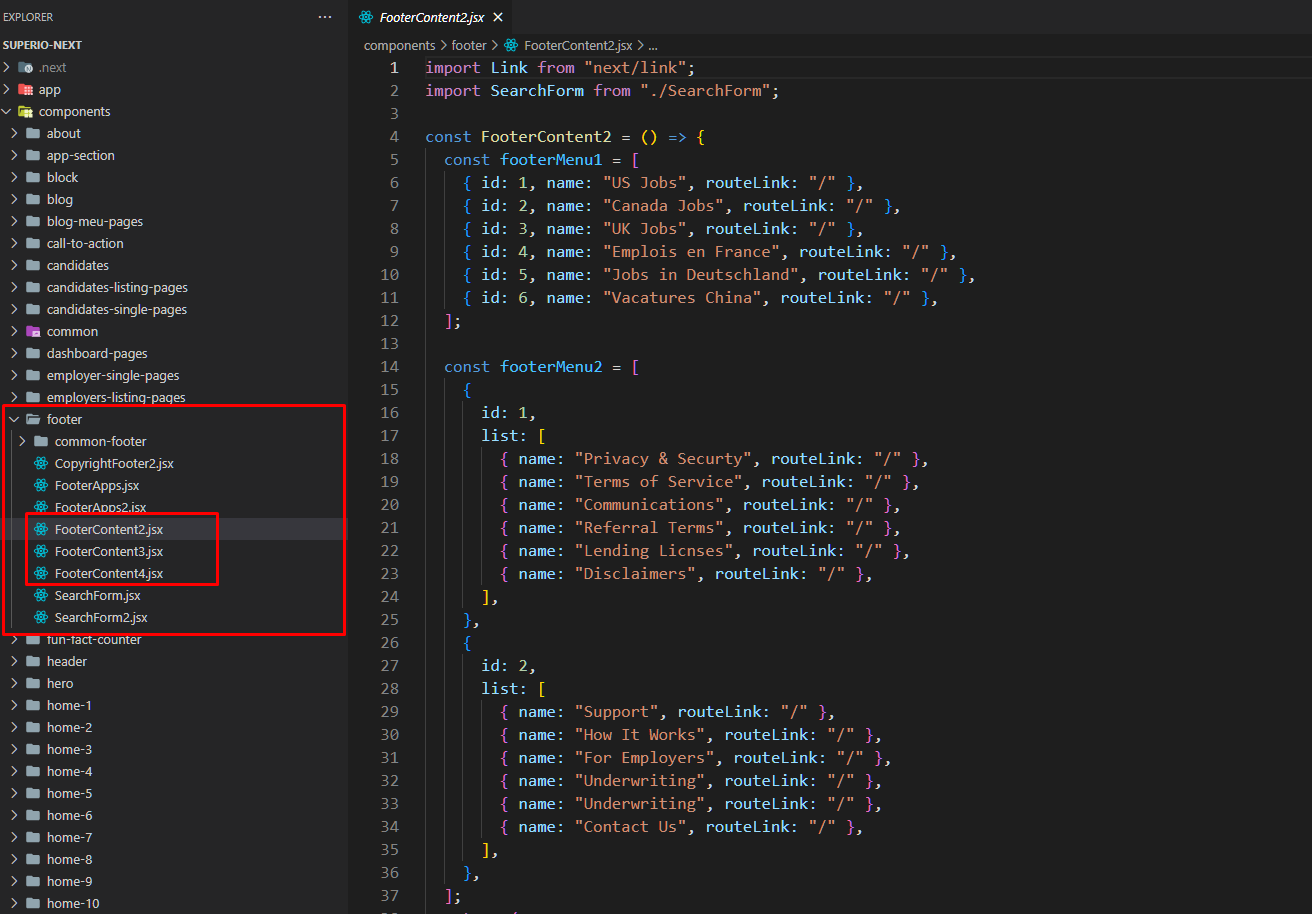 EXPLORER
···
SUPERIO-NEXT
.next
app
components
about
app-section
block
blog
blog-meu-pages
call-to-action
candidates
candidates-listing-pages
candidates-single-pages
common
dashboard-pages
employer-single-pages
employers-listing-pages
footer
common-footer
CopyrightFooter2.jsx
FooterApps.jsx
FooterApps2.jsx
FooterContent2.jsx
FooterContent3.jsx
FooterContent4.jsx
SearchForm.jsx
SearchForm2.jsx
fun-fact-counter
header
hero
home-1
home-2
home-3
home-4
home-5
home-6
home-7
home-8
home-9
home-10
FooterContent2.jsx
components > footer > FooterContent2.jsx > ...
1 import Link from "next/link";
2 import SearchForm from "./SearchForm";
3
4 const FooterContent2 = () => {
5 const footerMenu1 = [
6 { id: 1, name: "US Jobs", routeLink: "/" },
7 { id: 2, name: "Canada Jobs", routeLink: "/" },
8 { id: 3, name: "UK Jobs", routeLink: "/" },
9 { id: 4, name: "Emplois en France", routeLink: "/" },
10 { id: 5, name: "Jobs in Deutschland", routeLink: "/" },
11 { id: 6, name: "Vacatures China", routeLink: "/" },
12 ];
13
14 const footerMenu2 = [
15 {
16 id: 1,
17 list: [
18 { name: "Privacy & Securty", routeLink: "/" },
19 { name: "Terms of Service", routeLink: "/" },
20 { name: "Communications", routeLink: "/" },
21 { name: "Referral Terms", routeLink: "/" },
22 { name: "Lending Licnses", routeLink: "/" },
23 { name: "Disclaimers", routeLink: "/" },
24 ],
25 },
26 {
27 id: 2,
28 list: [
29 { name: "Support", routeLink: "/" },
30 { name: "How It Works", routeLink: "/" },
31 { name: "For Employers", routeLink: "/" },
32 { name: "Underwriting", routeLink: "/" },
33 { name: "Underwriting", routeLink: "/" },
34 { name: "Contact Us", routeLink: "/" },
35 ],
36 },
37 ];